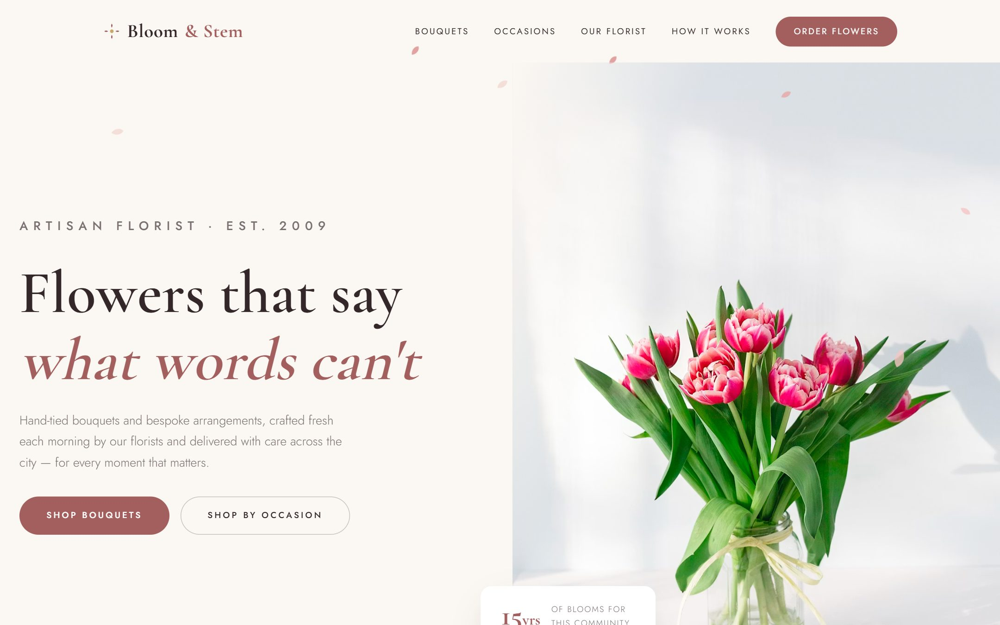 Bloom & Stem
BOUQUETS
OCCASIONS
OUR FLORIST
HOW IT WORKS
ORDER FLOWERS
ARTISAN FLORIST · EST. 2009
Flowers that say
what words can't
Hand-tied bouquets and bespoke arrangements, crafted fresh
each morning by our florists and delivered with care across the
city — for every moment that matters.
SHOP BOUQUETS
SHOP BY OCCASION
15yrs
OF BLOOMS FOR
THIS COMMUNITY